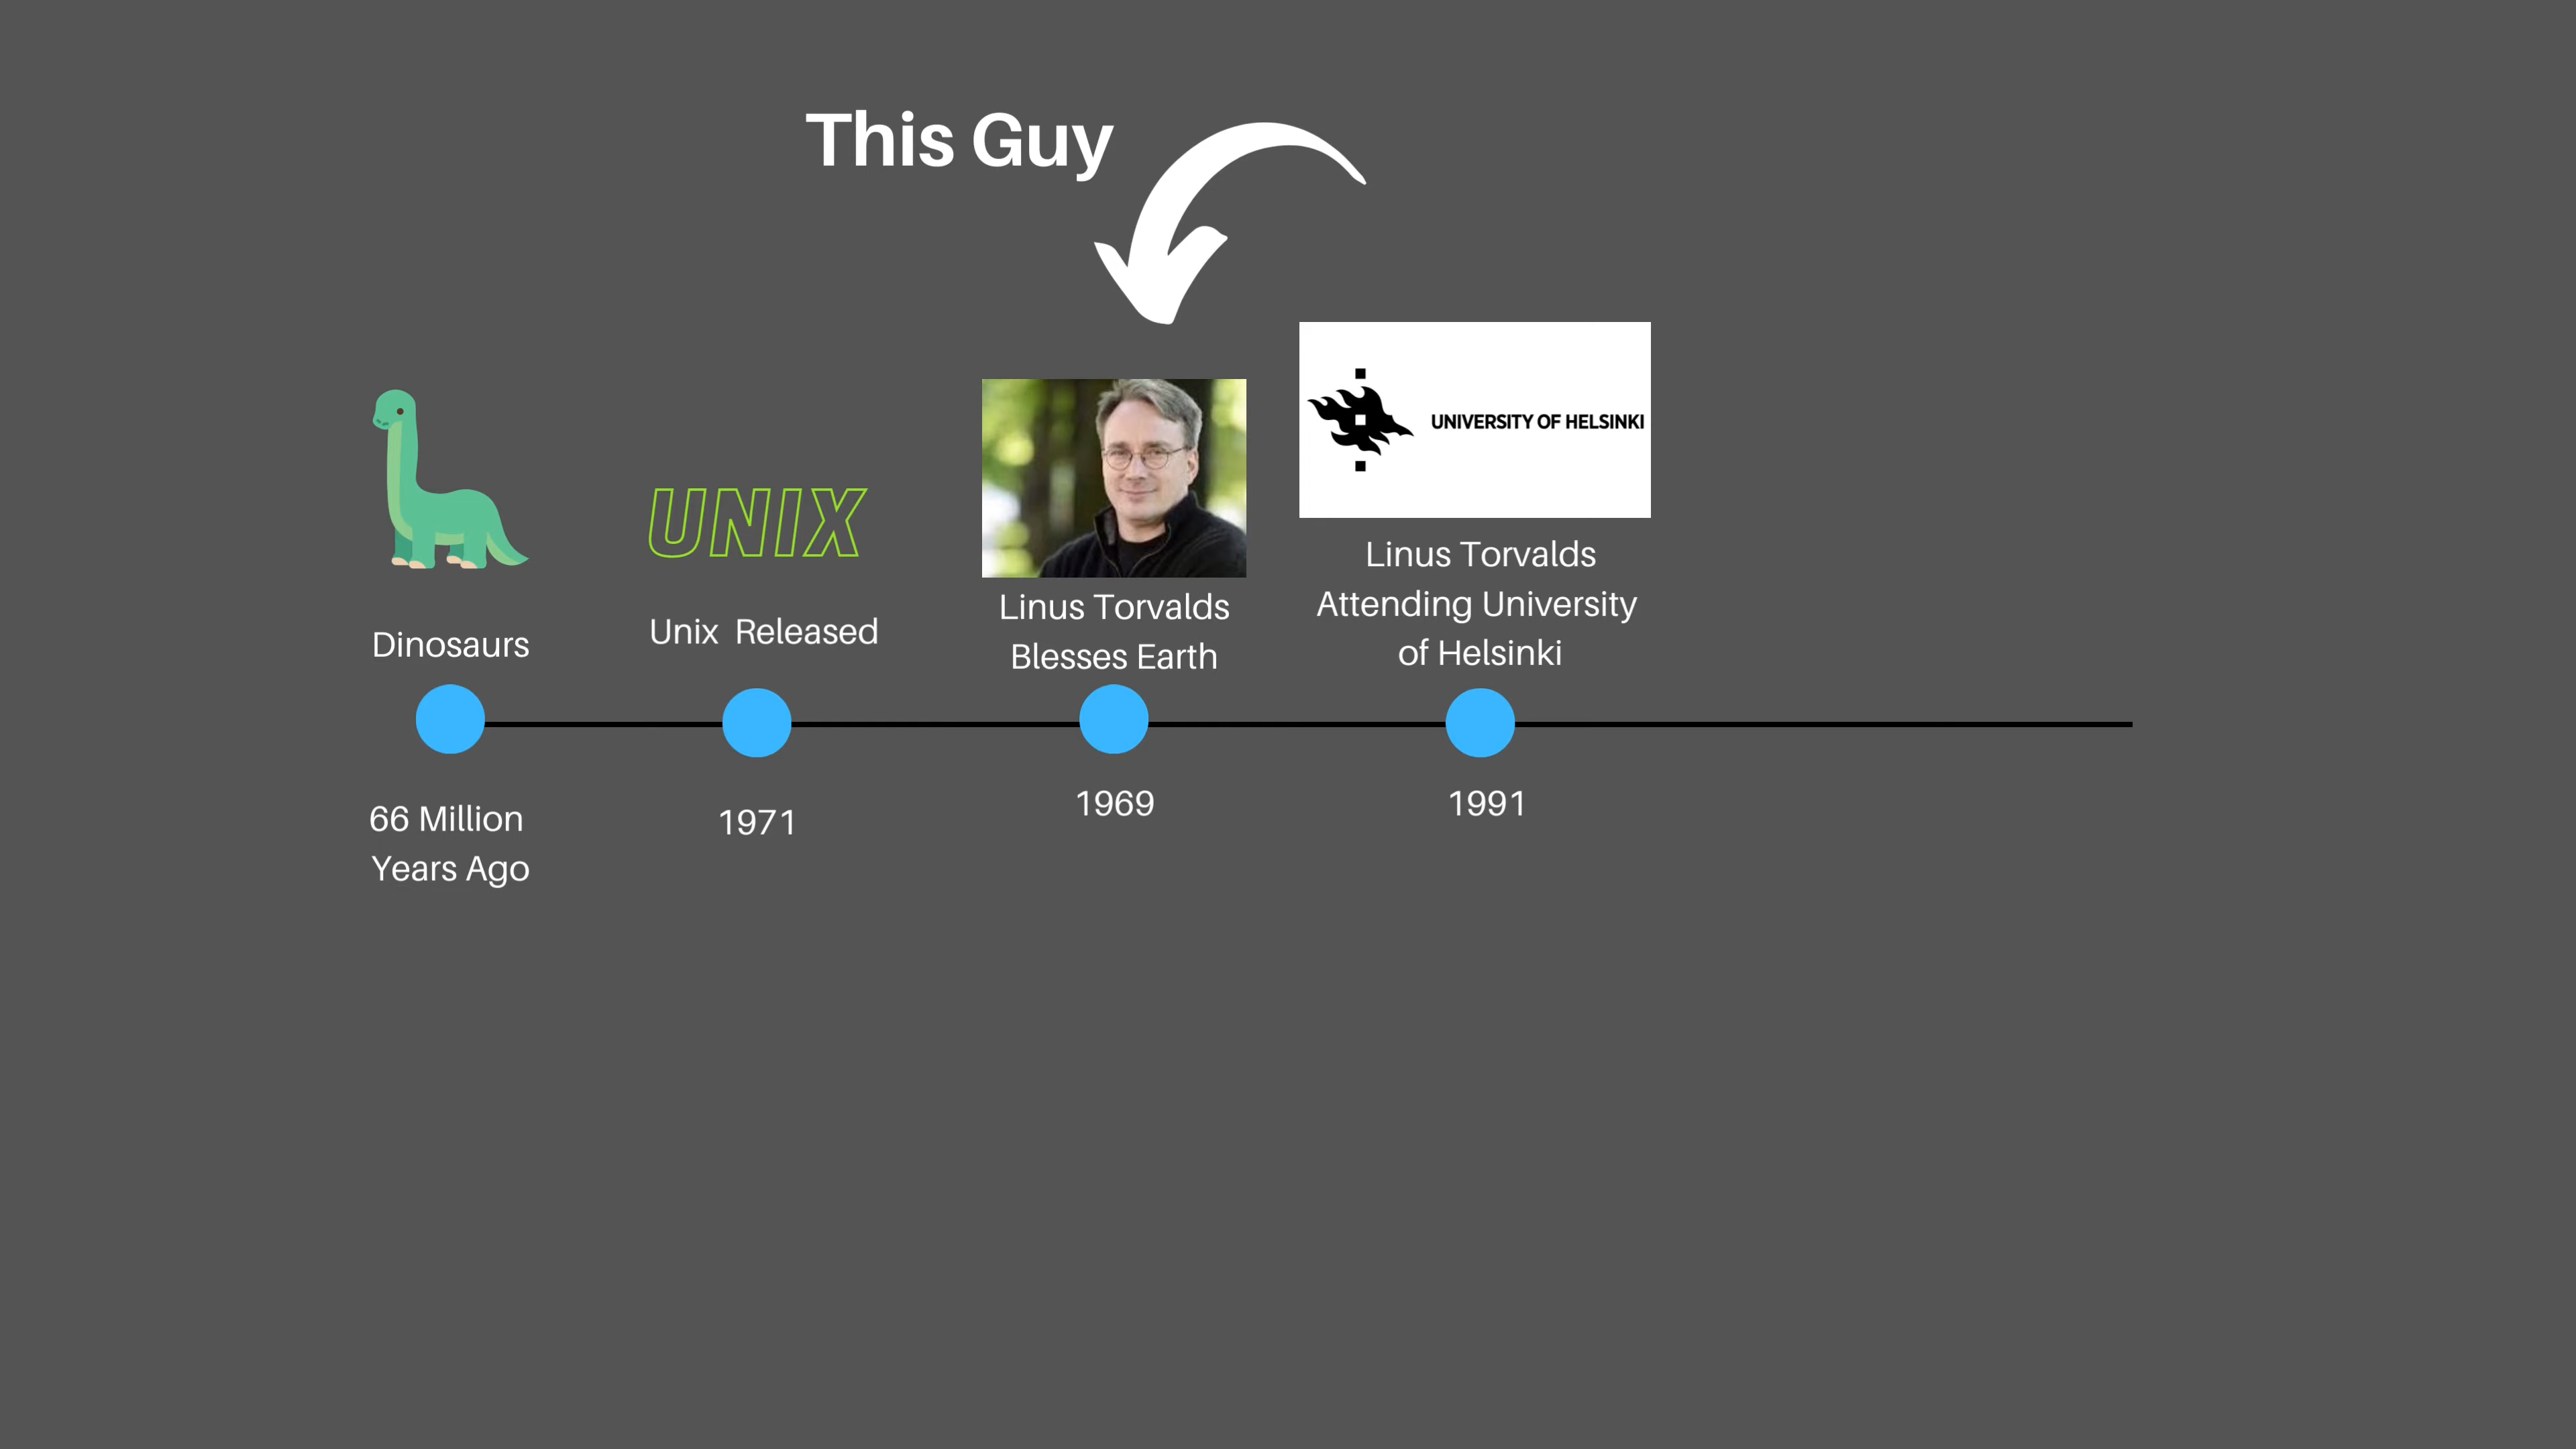 This Guy
UNIVERSITY OF HELSINKI
UNIX
Dinosaurs
Unix Released
Linus Torvalds
Blesses Earth
Linus Torvalds
Attending University
of Helsinki
66 Million
Years Ago
1971
1969
1991